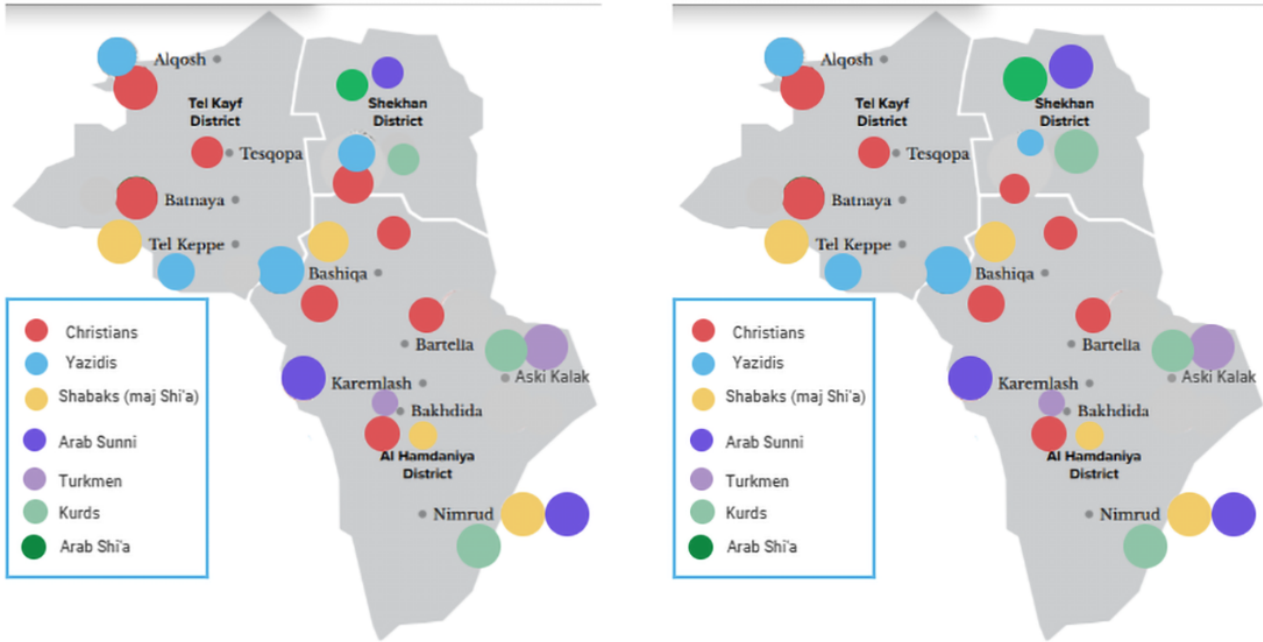 Alqosh
Tel Kayf
District
Shekhan
District
Tesqopa
Batnaya
Tel Keppe
Bashiqa
Bartella
Aski Kalak
Karemlash
Bakhdida
Al Hamdaniya
District
Nimrud
Christians
Yazidis
Shabaks (maj Shi'a)
Arab Sunni
Turkmen
Kurds
Arab Shi'a
Alqosh
Tel Kayf
District
Shekhan
District
Tesqopa
Batnaya
Tel Keppe
Bashiqa
Bartella
Aski Kalak
Karemlash
Bakhdida
Al Hamdaniya
District
Nimrud
Christians
Yazidis
Shabaks (maj Shi'a)
Arab Sunni
Turkmen
Kurds
Arab Shi'a